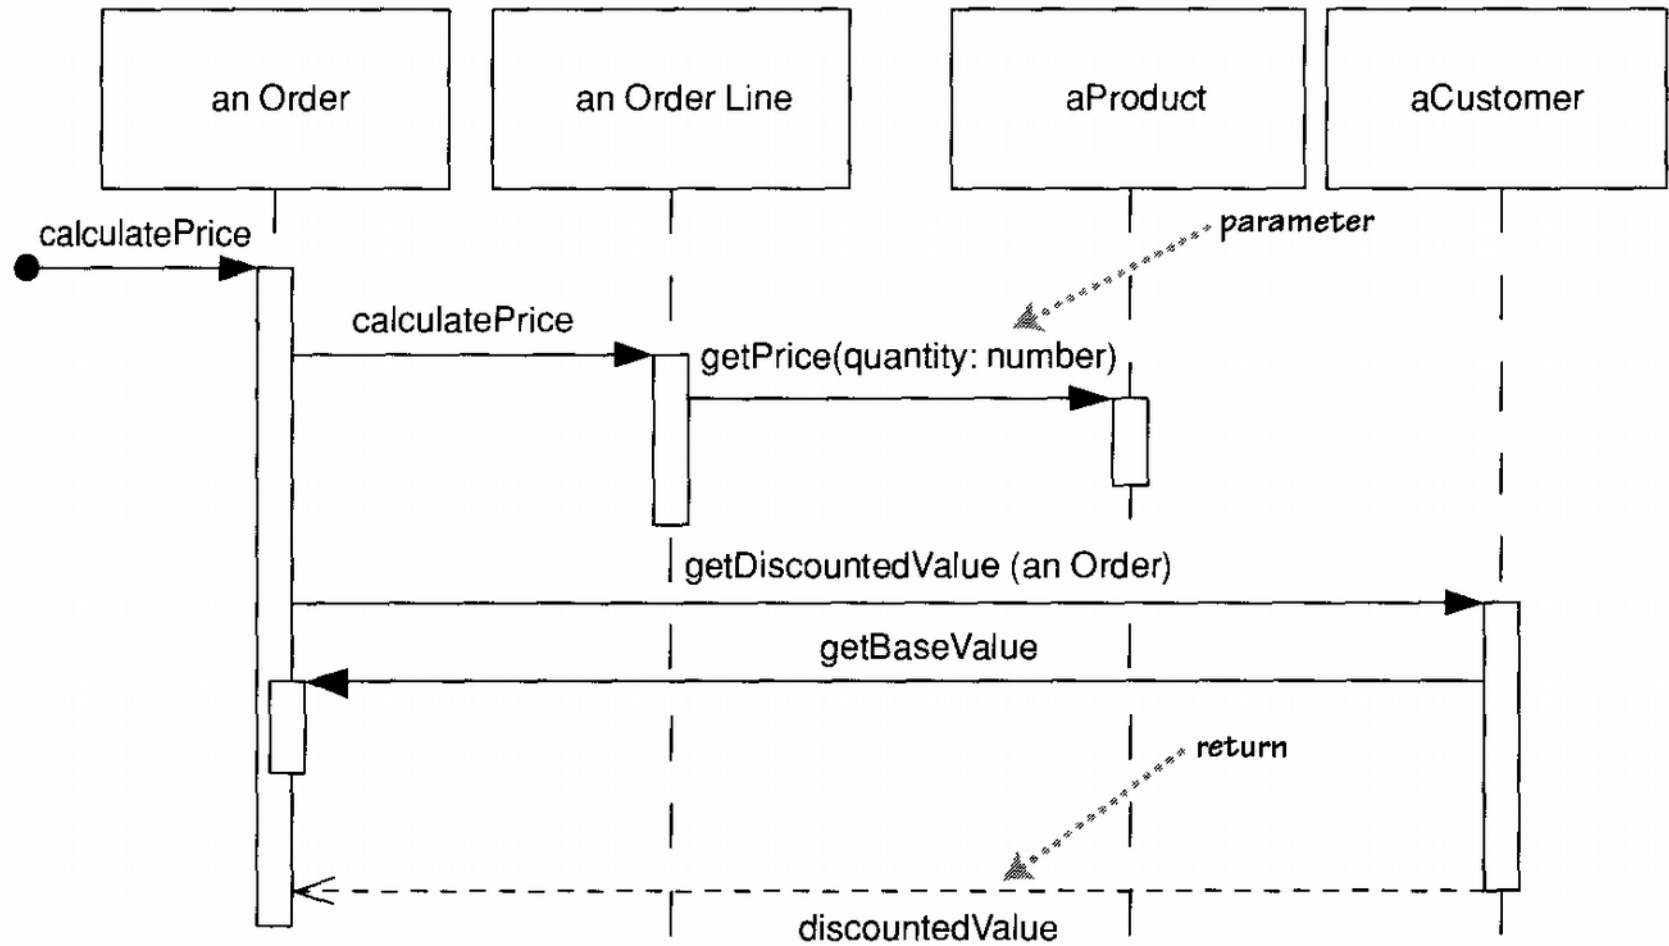 an Order
an Order Line
aProduct
aCustomer
parameter
calculatePrice
calculatePrice
getPrice(quantity: number)
getDiscountedValue (an Order)
getBaseValue
return
discountedValue